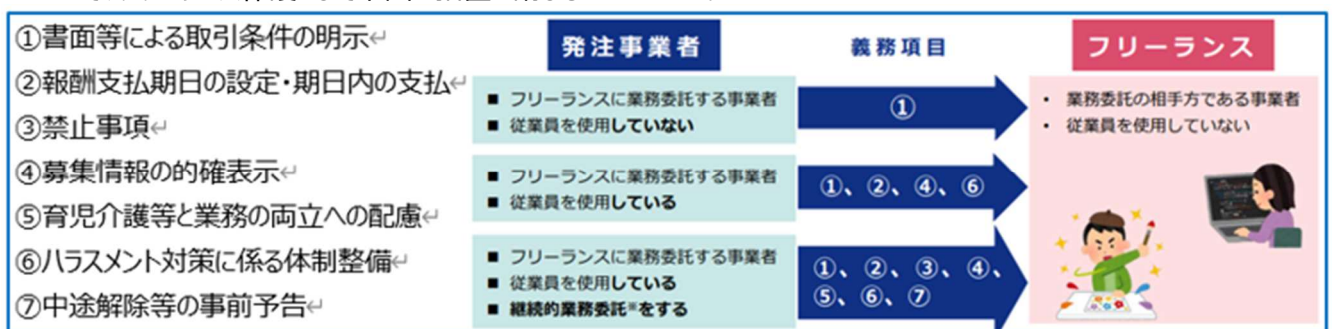 ①書面等による取引条件の明示↵
②報酬支払期日の設定・期日内の支払↵
③禁止事項↵
④募集情報の的確表示↵
⑤育児介護等と業務の両立への配慮↵
⑥ハラスメント対策に係る体制整備↵
⑦中途解除等の事前予告↵
発注事業者
義務項目
フリーランス
■ フリーランスに業務委託する事業者
■ 従業員を使用していない
①
• 業務委託の相手方である事業者
• 従業員を使用していない
■ フリーランスに業務委託する事業者
■ 従業員を使用している
①、②、④、⑥
■ フリーランスに業務委託する事業者
■ 従業員を使用している
■ 継続的業務委託※をする
①、②、③、④、
⑤、⑥、⑦